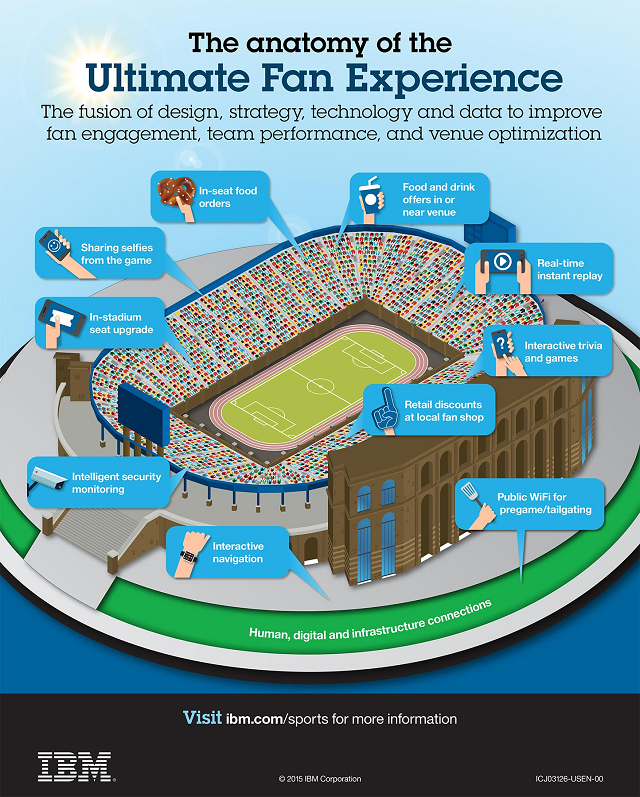 The anatomy of the
Ultimate Fan Experience
The fusion of design, strategy, technology and data to improve
fan engagement, team performance, and venue optimization
In-seat food
orders
Food and drink
offers in or
near venue
Sharing selfies
from the game
Real-time
instant replay
In-stadium
seat upgrade
?
Interactive trivia
and games
Retail discounts
at local fan shop
Intelligent security
monitoring
Public WiFi for
pregame/tailgating
Interactive
navigation
Human, digital and infrastructure connections
Visit ibm.com/sports for more information
IBM®
© 2015 IBM Corporation
ICJ03126-USEN-00